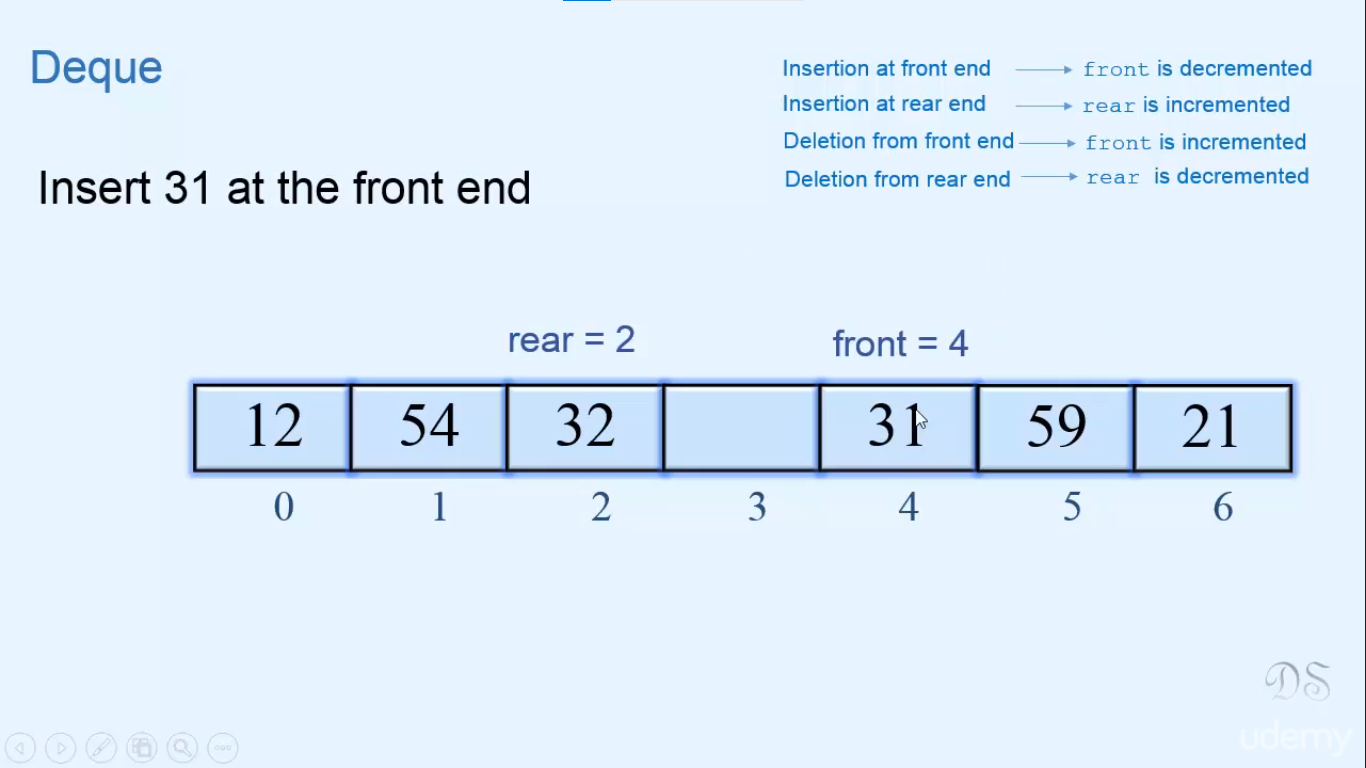 Deque
Insertion at front end front is decremented
Insertion at rear end rear is incremented
Deletion from front end front is incremented
Deletion from rear end rear is decremented
Insert 31 at the front end
rear = 2 front = 4
12 54 32 31 59 21
0 1 2 3 4 5 6
DS
udemy